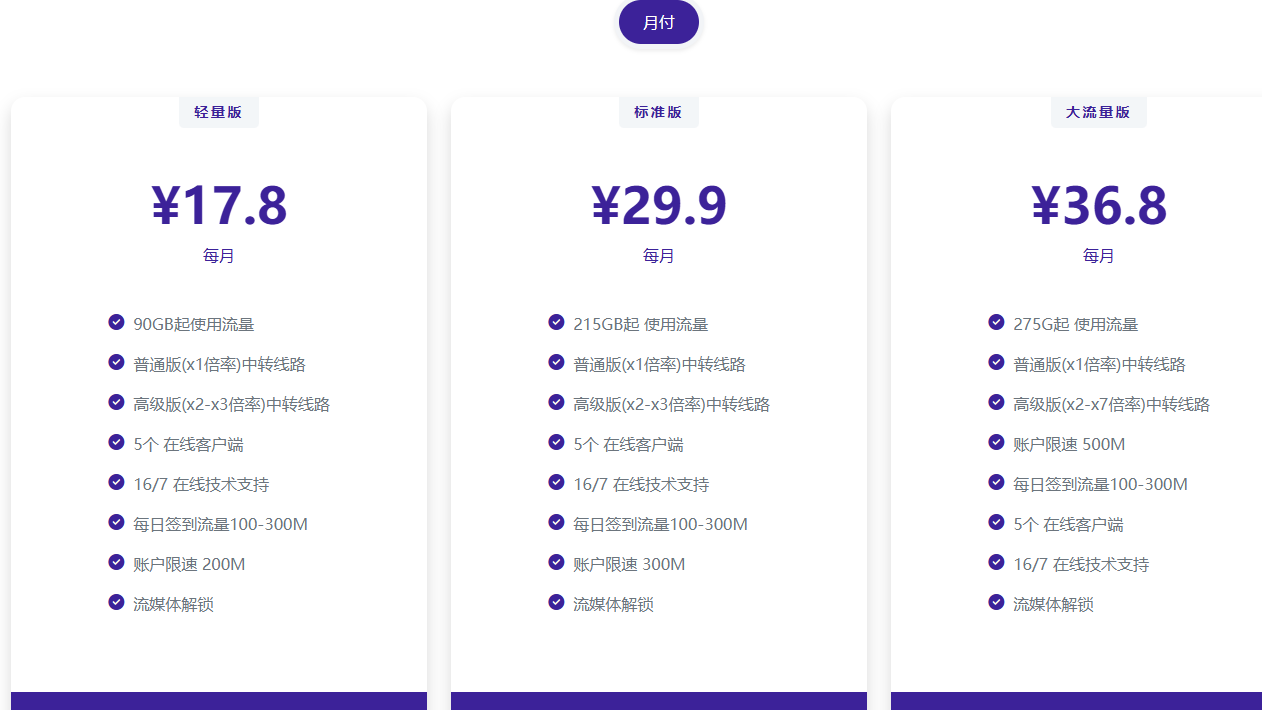 月付
轻量版
¥17.8
每月
90GB起使用流量
普通版(x1倍率)中转线路
高级版(x2-x3倍率)中转线路
5个 在线客户端
16/7 在线技术支持
每日签到流量100-300M
账户限速 200M
流媒体解锁
标准版
¥29.9
每月
215GB起 使用流量
普通版(x1倍率)中转线路
高级版(x2-x3倍率)中转线路
5个 在线客户端
16/7 在线技术支持
每日签到流量100-300M
账户限速 300M
流媒体解锁
大流量版
¥36.8
每月
275G起 使用流量
普通版(x1倍率)中转线路
高级版(x2-x7倍率)中转线路
账户限速 500M
每日签到流量100-300M
5个 在线客户端
16/7 在线技术支持
流媒体解锁